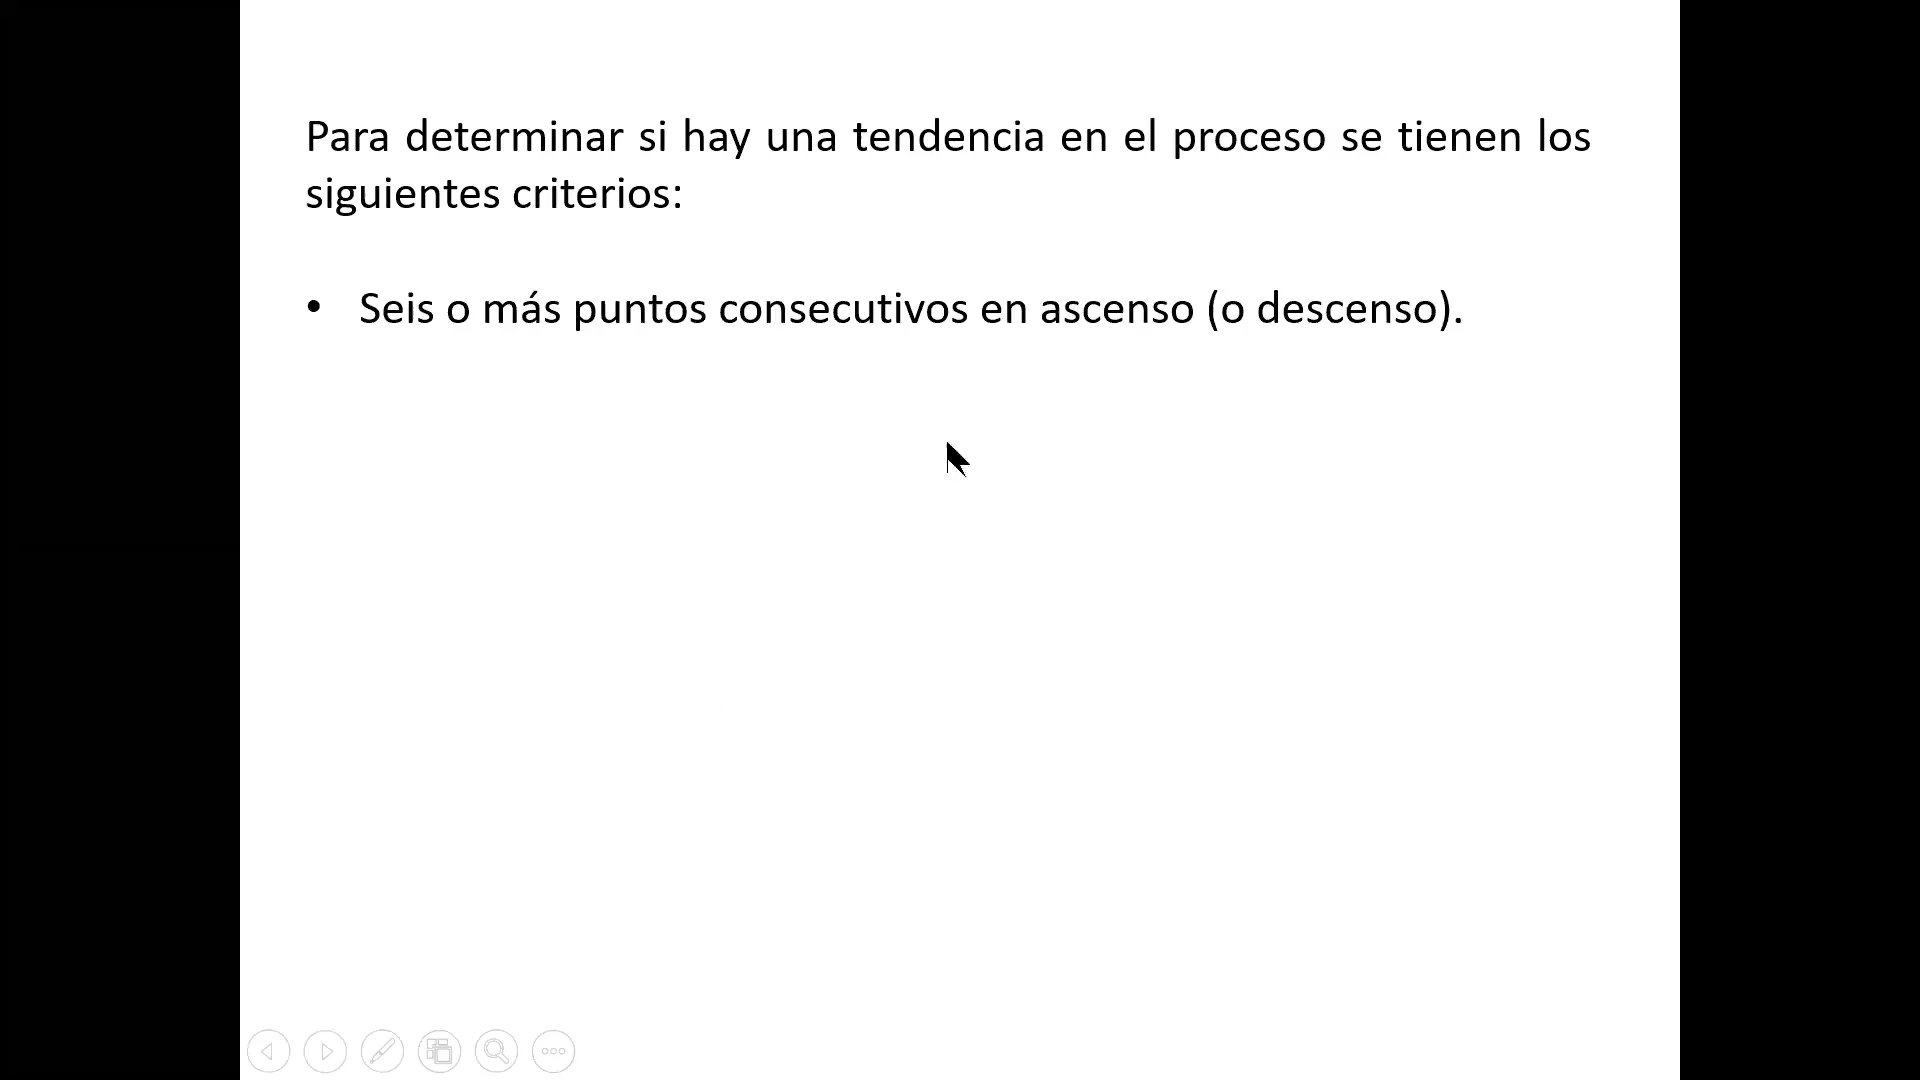 Para determinar si hay una tendencia en el proceso se tienen los
siguientes criterios:
• Seis o más puntos consecutivos en ascenso (o descenso).